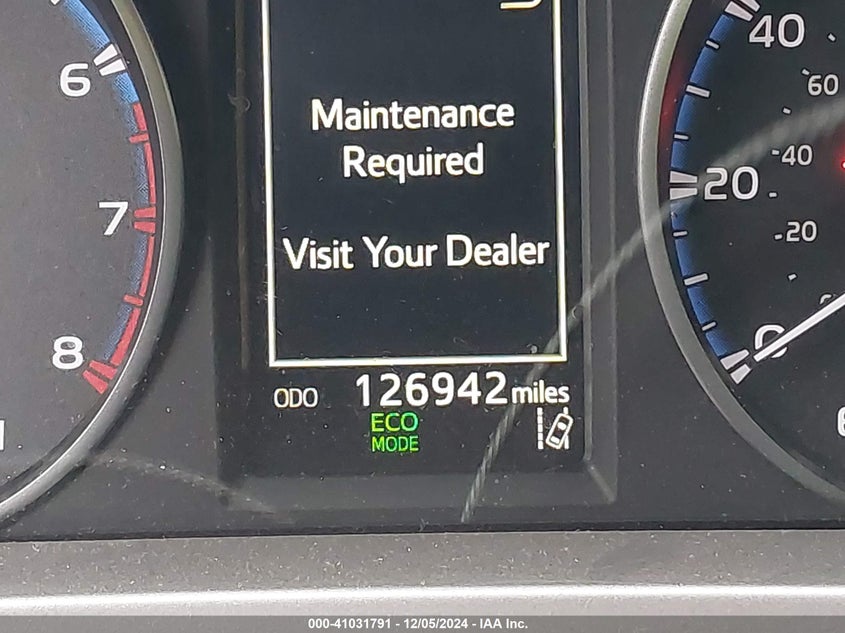 6
7
8
Maintenance
Required
Visit Your Dealer
ODO 126942 miles
ECO
MODE
40
60
40
20
20
0
000-41031791 - 12/05/2024 - IAA Inc.